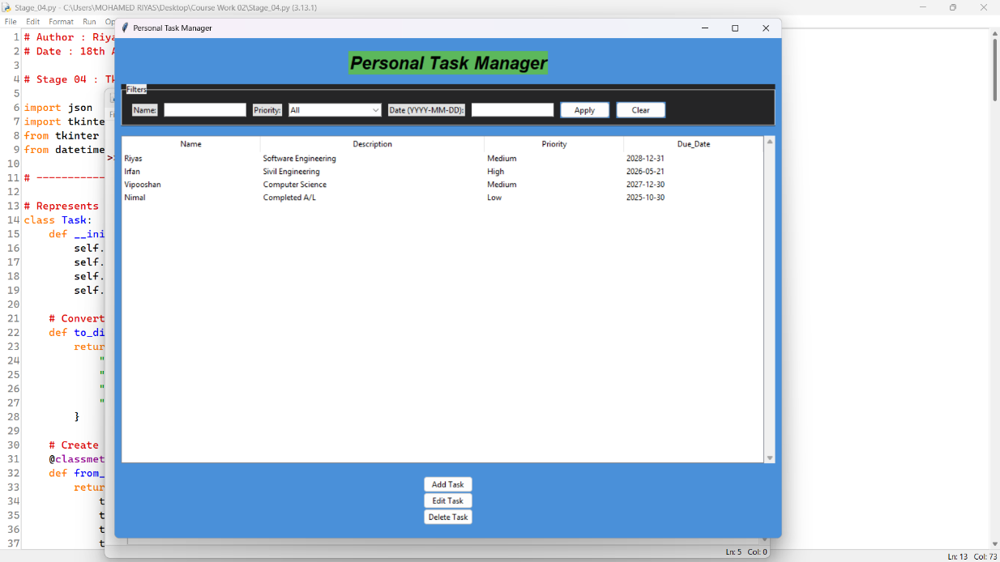 Stage_04.py - C:\Users\MOHAMED RIYAS\Desktop\Course Work 02\Stage_04.py (3.13.1)
File Edit Format Run Op
Personal Task Manager
Personal Task Manager
Filters
Name: Priority: All Date (YYYY-MM-DD): Apply Clear
Name Description Priority Due_Date
Riyas Software Engineering Medium 2028-12-31
Irfan Sivil Engineering High 2026-05-21
Vipooshan Computer Science Medium 2027-12-30
Nimal Completed A/L Low 2025-10-30
Add Task
Edit Task
Delete Task
1 # Author : Riya
2 # Date : 18th A
3
4 # Stage 04 : Tk
5
6 import json
7 import tkinte
8 from tkinter
9 from datetime
10
11 # ------------
12
13 # Represents
14 class Task:
15 def __ini
16 self.
17 self.
18 self.
19 self.
20
21 # Convert
22 def to_di
23 retur
24 "
25 "
26 "
27 "
28 }
29
30 # Create
31 @classmet
32 def from_
33 retur
34 t
35 t
36 t
37 t
Ln: 5 Col: 0
Ln: 13 Col: 73